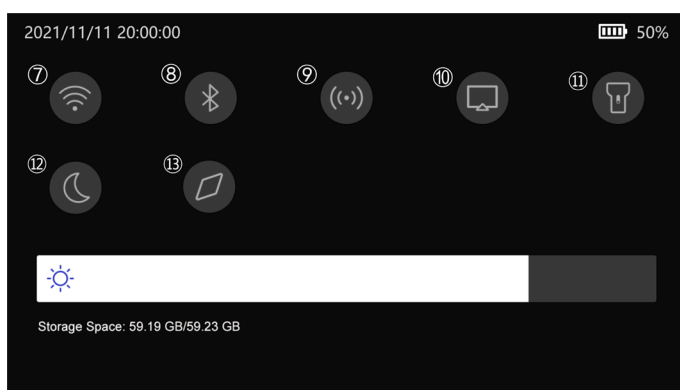 2021/11/11 20:00:00 50%
⑦ ⑧ ⑨ ⑩ ⑪
⑫ ⑬
Storage Space: 59.19 GB/59.23 GB